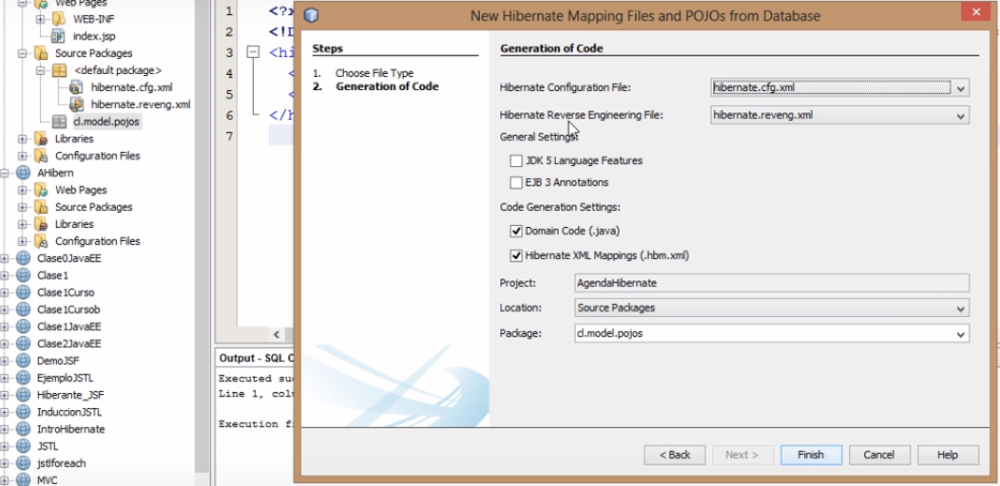 Web Pages
WEB-INF
index.jsp
Source Packages
<default package>
hibernate.cfg.xml
hibernate.reveng.xml
cl.model.pojos
Libraries
Configuration Files
AHibern
Web Pages
Source Packages
Libraries
Configuration Files
Clase0JavaEE
Clase1
Clase1Curso
Clase1Cursob
Clase1JavaEE
Clase2JavaEE
DemoJSF
EjemploJSTL
Hiberante_JSF
InduccionJSTL
IntroHibernate
JSTL
jstlforeach
MVC
1 <?x
2 <!D
3 <hi
4 <
5 <
6 </h
7
Output - SQL C
Executed su
Line 1, col
Execution f
New Hibernate Mapping Files and POJOs from Database
Steps
1. Choose File Type
2. Generation of Code
Generation of Code
Hibernate Configuration File: hibernate.cfg.xml
Hibernate Reverse Engineering File: hibernate.reveng.xml
General Settings:
JDK 5 Language Features
EJB 3 Annotations
Code Generation Settings:
Domain Code (.java)
Hibernate XML Mappings (.hbm.xml)
Project: AgendaHibernate
Location: Source Packages
Package: cl.model.pojos
< Back Next > Finish Cancel Help